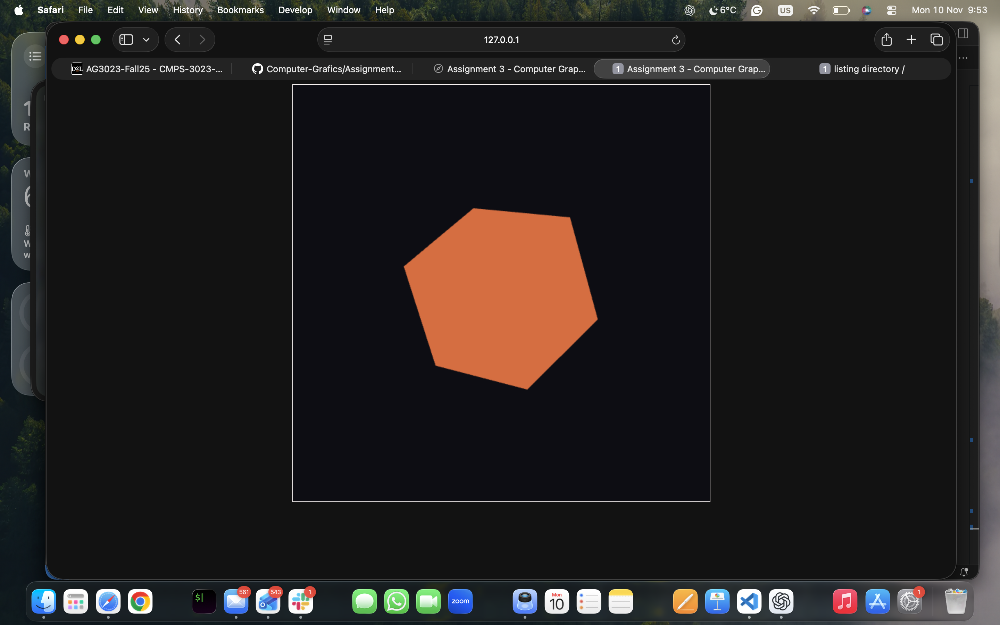 Safari File Edit View History Bookmarks Develop Window Help 6°C US Mon 10 Nov 9:53
127.0.0.1
D2L AG3023-Fall25 - CMPS-3023-... Computer-Grafics/Assignment... Assignment 3 - Computer Grap... 1 Assignment 3 - Computer Grap... 1 listing directory /
1
R
W
6
W
w
561 543 1 1
$ zoom Mon
10